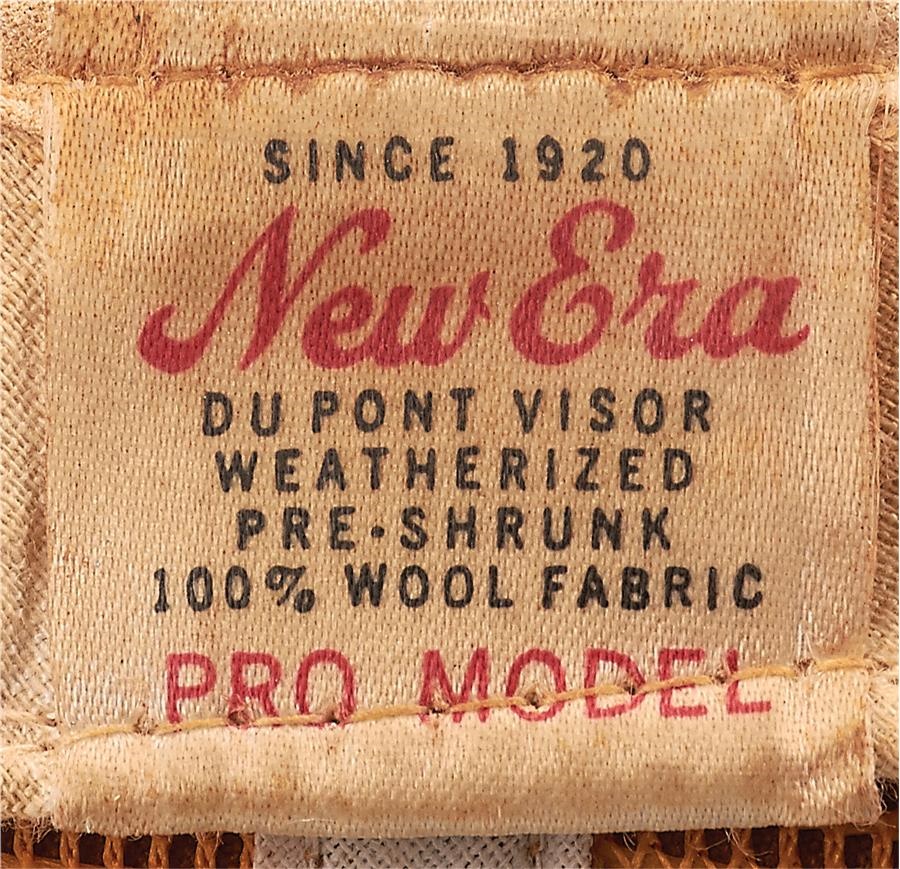 SINCE 1920
New Era
DU PONT VISOR
WEATHERIZED
PRE-SHRUNK
100% WOOL FABRIC
PRO MODEL